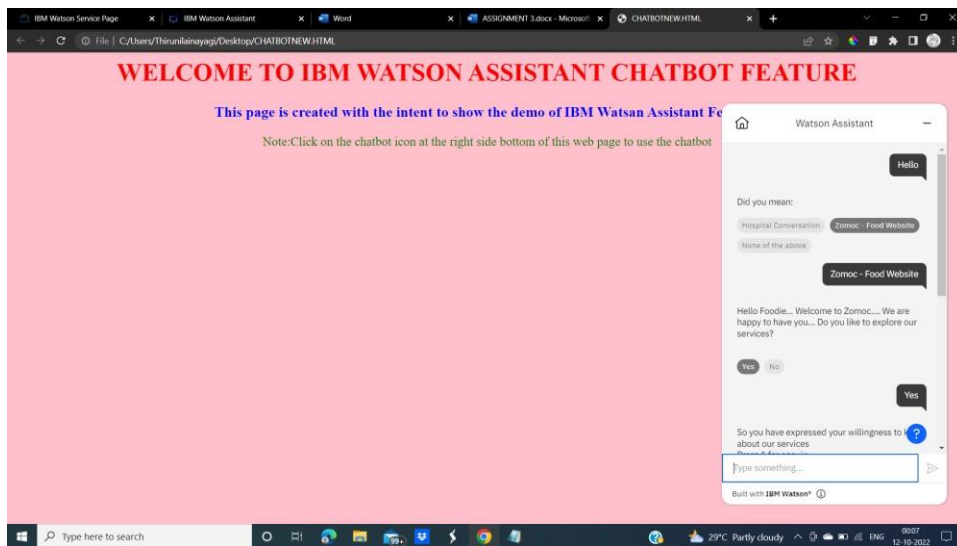 IBM Watson Service Page
IBM Watson Assistant
Word
ASSIGNMENT 3.docx - Microsoft
CHATBOTNEW.HTML
File | C:/Users/Thirunilainayagi/Desktop/CHATBOTNEW.HTML
WELCOME TO IBM WATSON ASSISTANT CHATBOT FEATURE
This page is created with the intent to show the demo of IBM Watsan Assistant Fe
Note:Click on the chatbot icon at the right side bottom of this web page to use the chatbot
Watson Assistant
Hello
Did you mean:
Hospital Conversation
Zomoc - Food Website
None of the above
Zomoc - Food Website
Hello Foodie... Welcome to Zomoc.... We are
happy to have you... Do you like to explore our
services?
Yes
No
Yes
So you have expressed your willingness to
about our services
Type something...
Built with IBM Watson®
Type here to search
99+
29°C Partly cloudy
ENG
00:07
12-10-2022